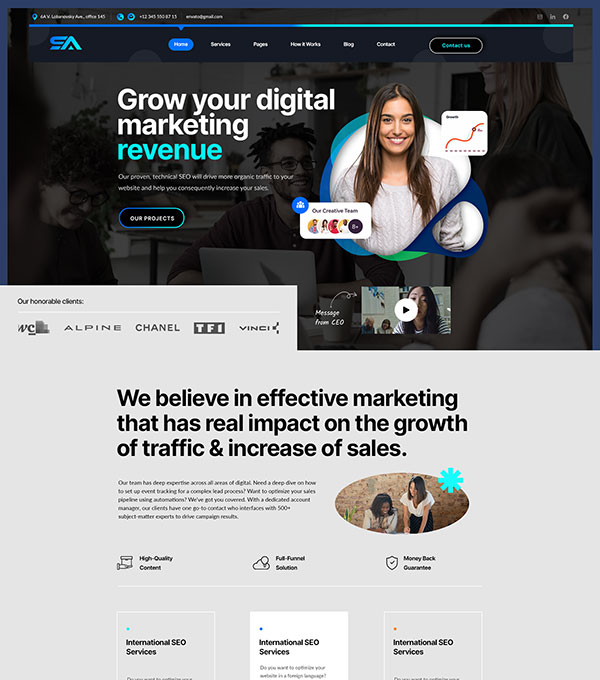 6A V. Lobanovsky Ave., office 145
+12 345 550 87 13
envato@gmail.com
SA
Home
Services
Pages
How it Works
Blog
Contact
Contact us
Grow your digital
marketing
revenue
Our proven, technical SEO will drive more organic traffic to your
website and help you consequently increase your sales.
OUR PROJECTS
Growth
Our Creative Team
8+
Our honorable clients:
ALPINE
CHANEL
TF1
VINCI
Message
from CEO
We believe in effective marketing
that has real impact on the growth
of traffic & increase of sales.
Our team has deep expertise across all areas of digital. Need a deep dive on how
to set up event tracking for a complex lead process? Want to optimize your sales
pipeline using automations? We've got you covered. With a dedicated account
manager, our clients have one go-to contact who interfaces with 500+
subject-matter experts to drive campaign results.
High-Quality
Content
Full-Funnel
Solution
Money Back
Guarantee
International SEO
Services
International SEO
Services
Do you want to optimize your
website in a foreign language?
International SEO
Services